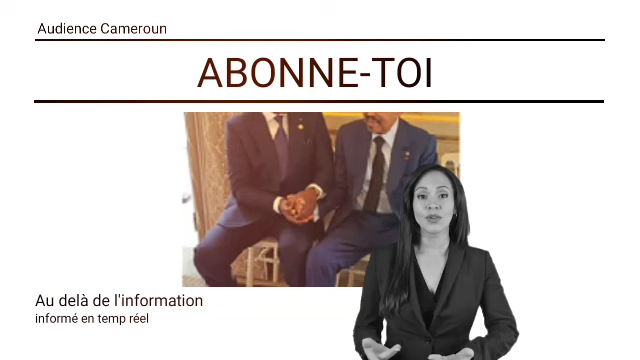 Audience Cameroun
ABONNE-TOI
Au delà de l'information
informé en temp réel